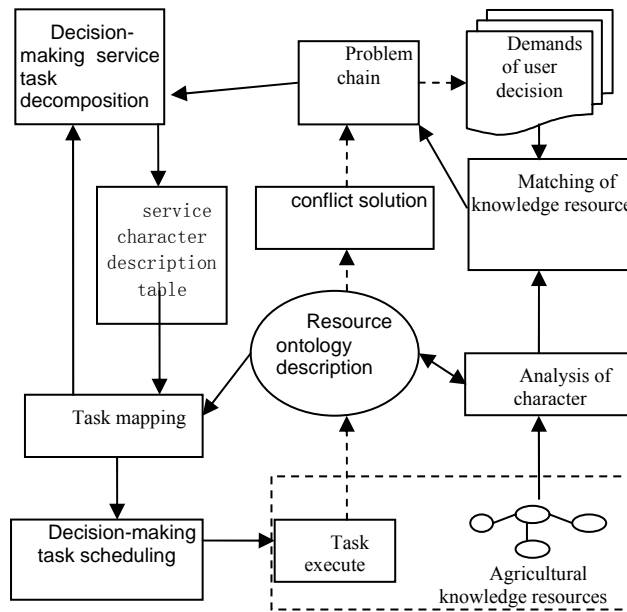 Decision-
making service
task
decomposition
Problem
chain
Demands
of user
decision
service
character
description
table
conflict solution
Matching of
knowledge resource
Resource
ontology
description
Analysis of
character
Task mapping
Decision-making
task scheduling
Task
execute
Agricultural
knowledge resources